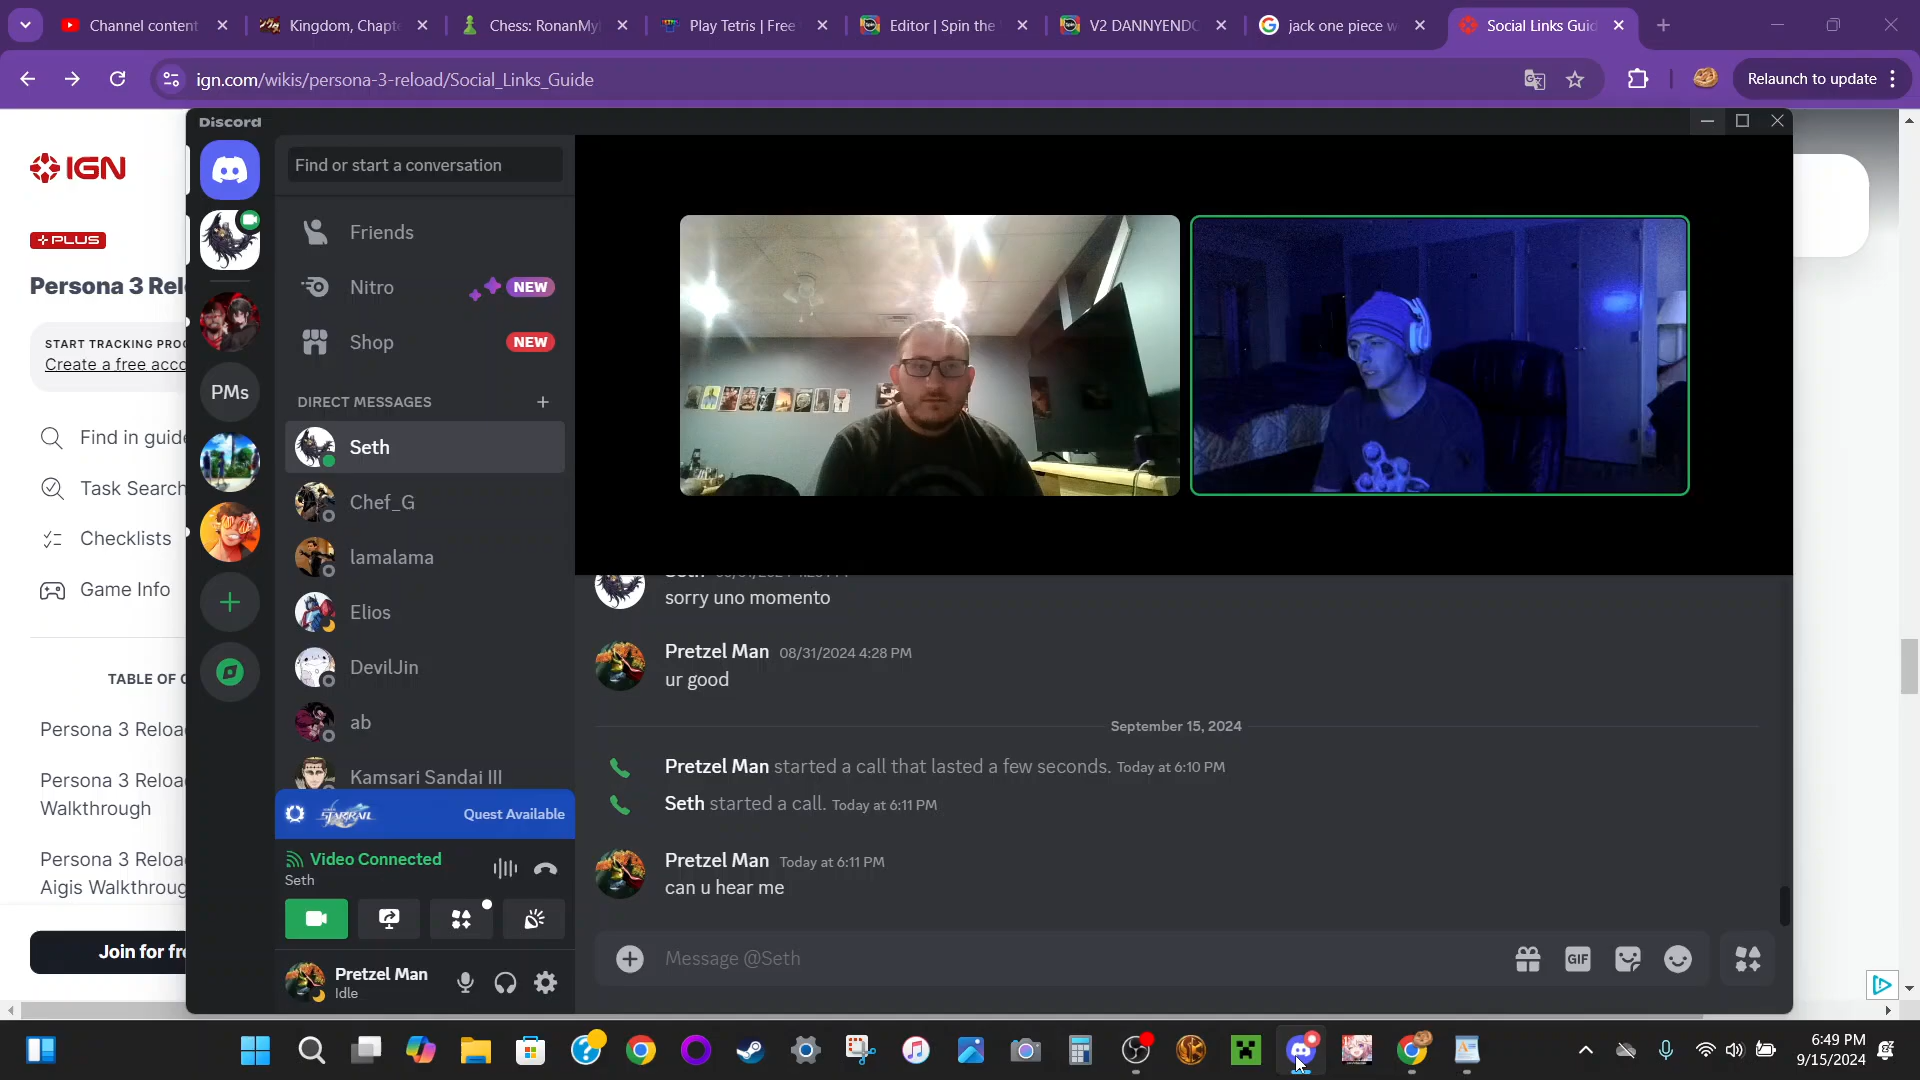 Channel content
Kingdom, Chapte
Chess: RonanMy
Play Tetris | Free
Editor | Spin the
V2 DANNYENDC
jack one piece w
Social Links Guid
ign.com/wikis/persona-3-reload/Social_Links_Guide
Relaunch to update
IGN
+PLUS
Persona 3 Rel
START TRACKING PRO
Create a free acco
Find in guide
Task Search
Checklists
Game Info
TABLE OF
Persona 3 Reloa
Persona 3 Reloa
Walkthrough
Persona 3 Reloa
Aigis Walkthroug
Join for fre
Discord
PMs
Find or start a conversation
Friends
Nitro NEW
Shop NEW
DIRECT MESSAGES
Seth
Chef_G
lamalama
Elios
DevilJin
ab
Kamsari Sandai III
STARRAIL Quest Available
Video Connected
Seth
Pretzel Man
Idle
sorry uno momento
Pretzel Man 08/31/2024 4:28 PM
ur good
September 15, 2024
Pretzel Man started a call that lasted a few seconds. Today at 6:10 PM
Seth started a call. Today at 6:11 PM
Pretzel Man Today at 6:11 PM
can u hear me
Message @Seth
GIF
6:49 PM
9/15/2024